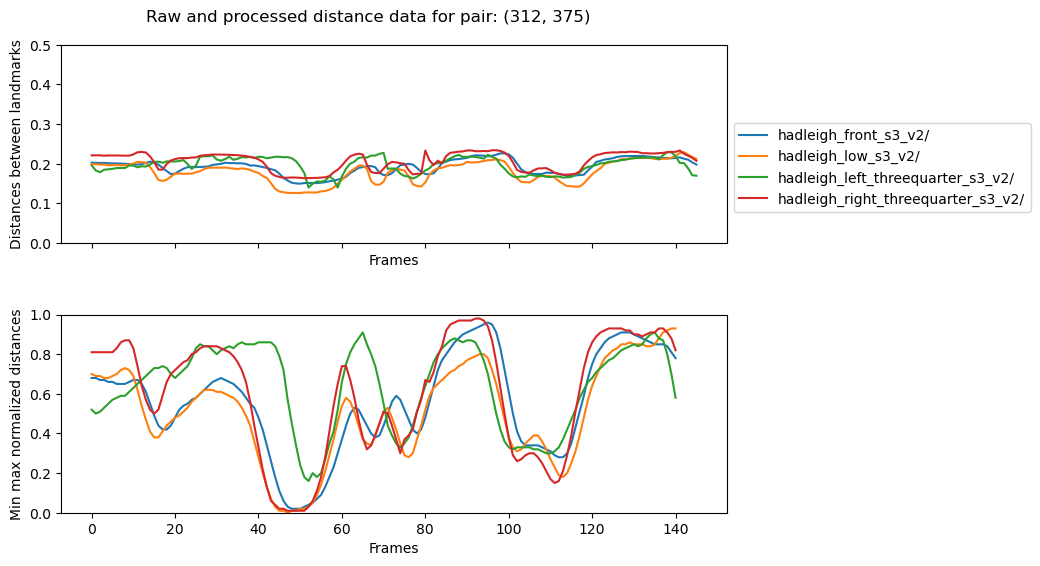 Raw and processed distance data for pair: (312, 375)
Distances between landmarks
0.5
0.4
0.3
0.2
0.1
0.0
Frames
hadleigh_front_s3_v2/
hadleigh_low_s3_v2/
hadleigh_left_threequarter_s3_v2/
hadleigh_right_threequarter_s3_v2/
Min max normalized distances
1.0
0.8
0.6
0.4
0.2
0.0
0 20 40 60 80 100 120 140
Frames